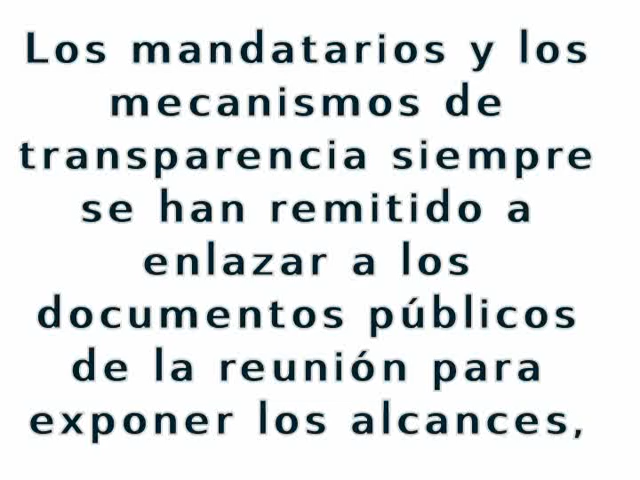 Los mandatarios y los
mecanismos de
transparencia siempre
se han remitido a
enlazar a los
documentos públicos
de la reunión para
exponer los alcances,